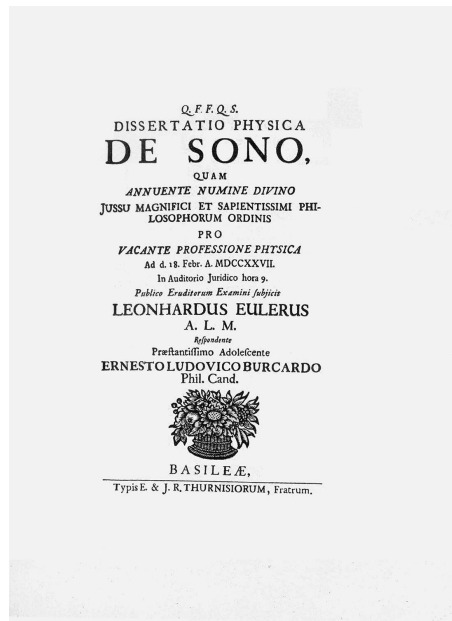 Q. F. F. Q. S.
DISSERTATIO PHYSICA
DE SONO,
QUAM
ANNUENTE NUMINE DIVINO
JUSSU MAGNIFICI ET SAPIENTISSIMI PHI-
LOSOPHORUM ORDINIS
PRO
VACANTE PROFESSIONE PHYSICA
Ad d. 18. Febr. A. MDCCXXVII.
In Auditorio Juridico hora 9.
Publico Eruditorum Examini ſubjicit
LEONHARDUS EULERUS
A. L. M.
Reſpondente
Præſtantiſſimo Adoleſcente
ERNESTO LUDOVICO BURCARDO
Phil. Cand.
BASILEÆ,
Typis E. & J. R. THURNISIORUM, Fratrum.